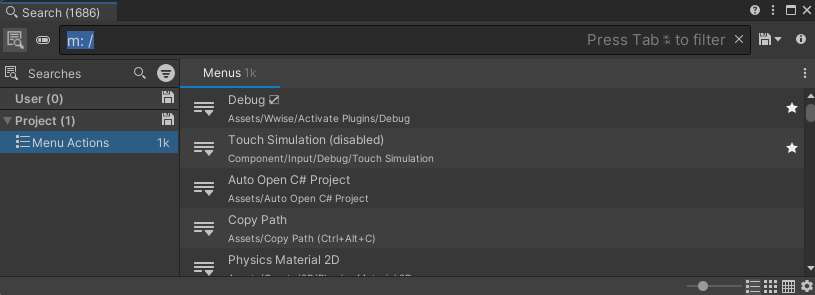 Search (1686)
m: /
Press Tab ↹ to filter
Searches
Menus 1k
User (0)
Project (1)
Menu Actions 1k
Debug ☑
Assets/Wwise/Activate Plugins/Debug
Touch Simulation (disabled)
Component/Input/Debug/Touch Simulation
Auto Open C# Project
Assets/Auto Open C# Project
Copy Path
Assets/Copy Path (Ctrl+Alt+C)
Physics Material 2D